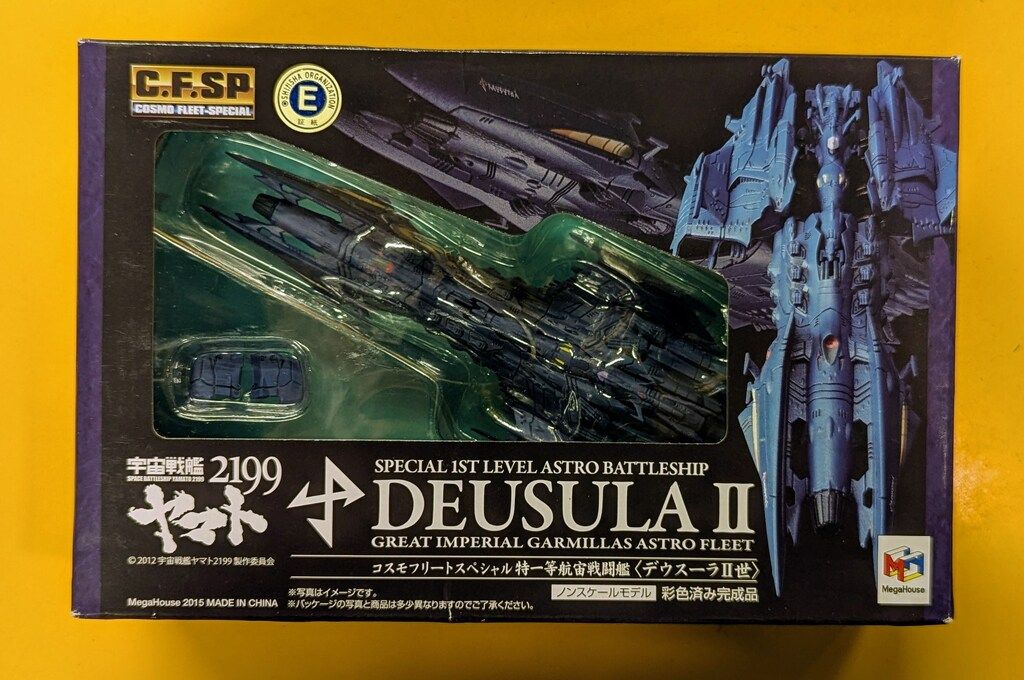 C.F.SP
COSMO FLEET-SPECIAL
©SHEISHA ORGANIZATION
E
証紙
宇宙戦艦 2199
SPACE BATTLESHIP YAMATO 2199
ヤマト
©2012 宇宙戦艦ヤマト2199 製作委員会
SPECIAL 1ST LEVEL ASTRO BATTLESHIP
DEUSULA II
GREAT IMPERIAL GARMILLAS ASTRO FLEET
コスモフリートスペシャル 特一等航宙戦闘艦〈デウスーラII世〉
ノンスケールモデル 彩色済み完成品
MegaHouse 2015 MADE IN CHINA
※写真はイメージです。
※パッケージの写真と商品は多少異なりますのでご了承ください。
MegaHouse